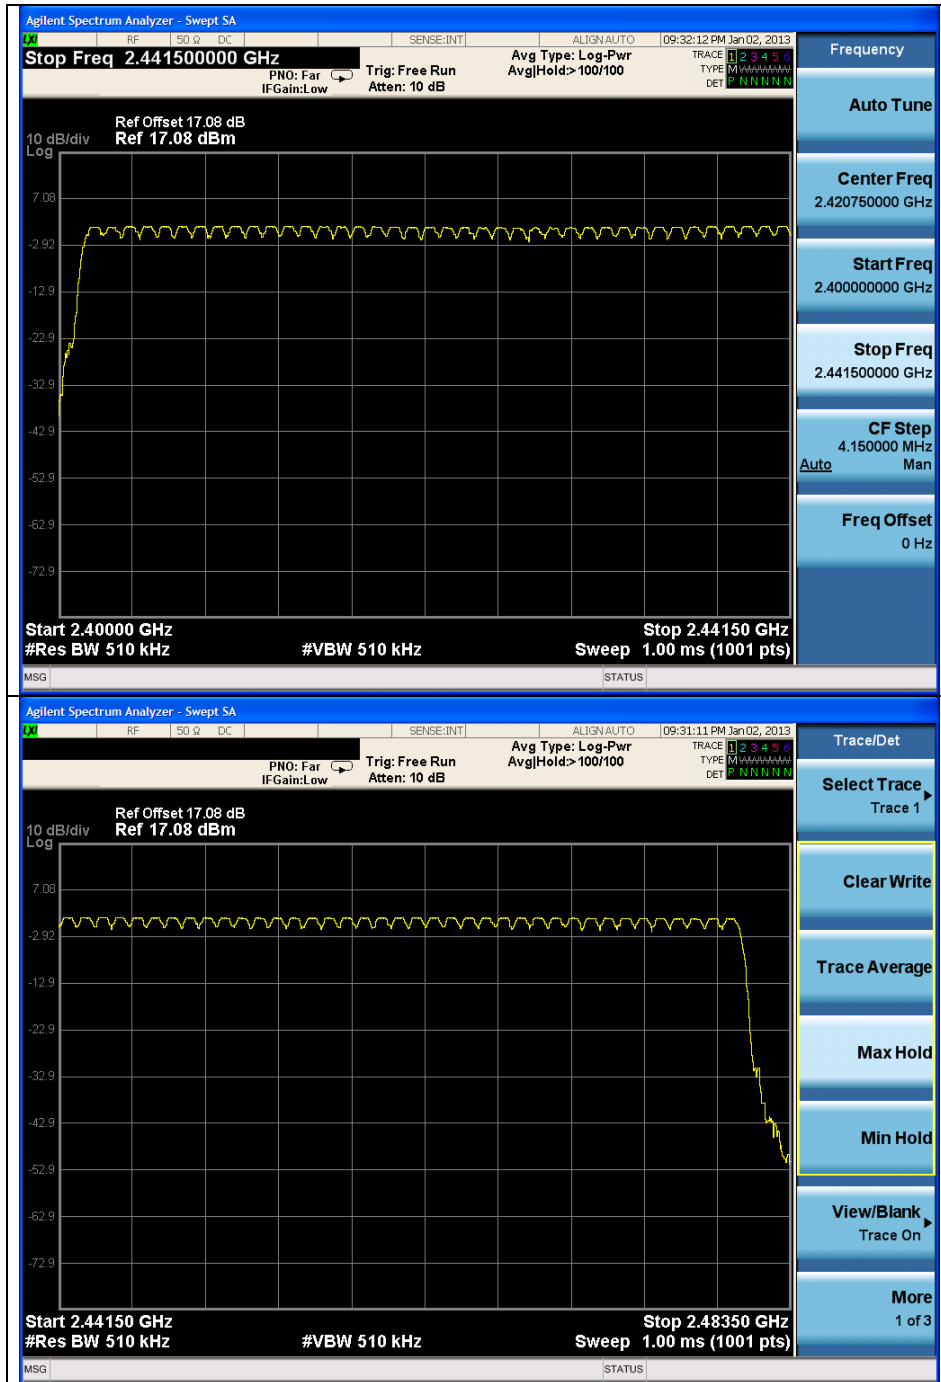 Agilent Spectrum Analyzer - Swept SA
LXI RF 50 Ω DC SENSE:INT ALIGN AUTO 09:32:12 PM Jan 02, 2013
Stop Freq 2.441500000 GHz
PNO: Far
IFGain:Low
Trig: Free Run
Atten: 10 dB
Avg Type: Log-Pwr
Avg|Hold:>100/100
TRACE 1 2 3 4 5 6
TYPE M WWWWW
DET P N N N N N
Frequency
Auto Tune
Center Freq
2.420750000 GHz
Start Freq
2.400000000 GHz
Stop Freq
2.441500000 GHz
CF Step
4.150000 MHz
Auto Man
Freq Offset
0 Hz
Ref Offset 17.08 dB
10 dB/div Ref 17.08 dBm
Log
7.08
-2.92
-12.9
-22.9
-32.9
-42.9
-52.9
-62.9
-72.9
Start 2.40000 GHz Stop 2.44150 GHz
#Res BW 510 kHz #VBW 510 kHz Sweep 1.00 ms (1001 pts)
MSG STATUS
Agilent Spectrum Analyzer - Swept SA
LXI RF 50 Ω DC SENSE:INT ALIGN AUTO 09:31:11 PM Jan 02, 2013
PNO: Far
IFGain:Low
Trig: Free Run
Atten: 10 dB
Avg Type: Log-Pwr
Avg|Hold:>100/100
TRACE 1 2 3 4 5 6
TYPE M WWWWW
DET P N N N N N
Trace/Det
Select Trace
Trace 1
Clear Write
Trace Average
Max Hold
Min Hold
View/Blank
Trace On
More
1 of 3
Ref Offset 17.08 dB
10 dB/div Ref 17.08 dBm
Log
7.08
-2.92
-12.9
-22.9
-32.9
-42.9
-52.9
-62.9
-72.9
Start 2.44150 GHz Stop 2.48350 GHz
#Res BW 510 kHz #VBW 510 kHz Sweep 1.00 ms (1001 pts)
MSG STATUS